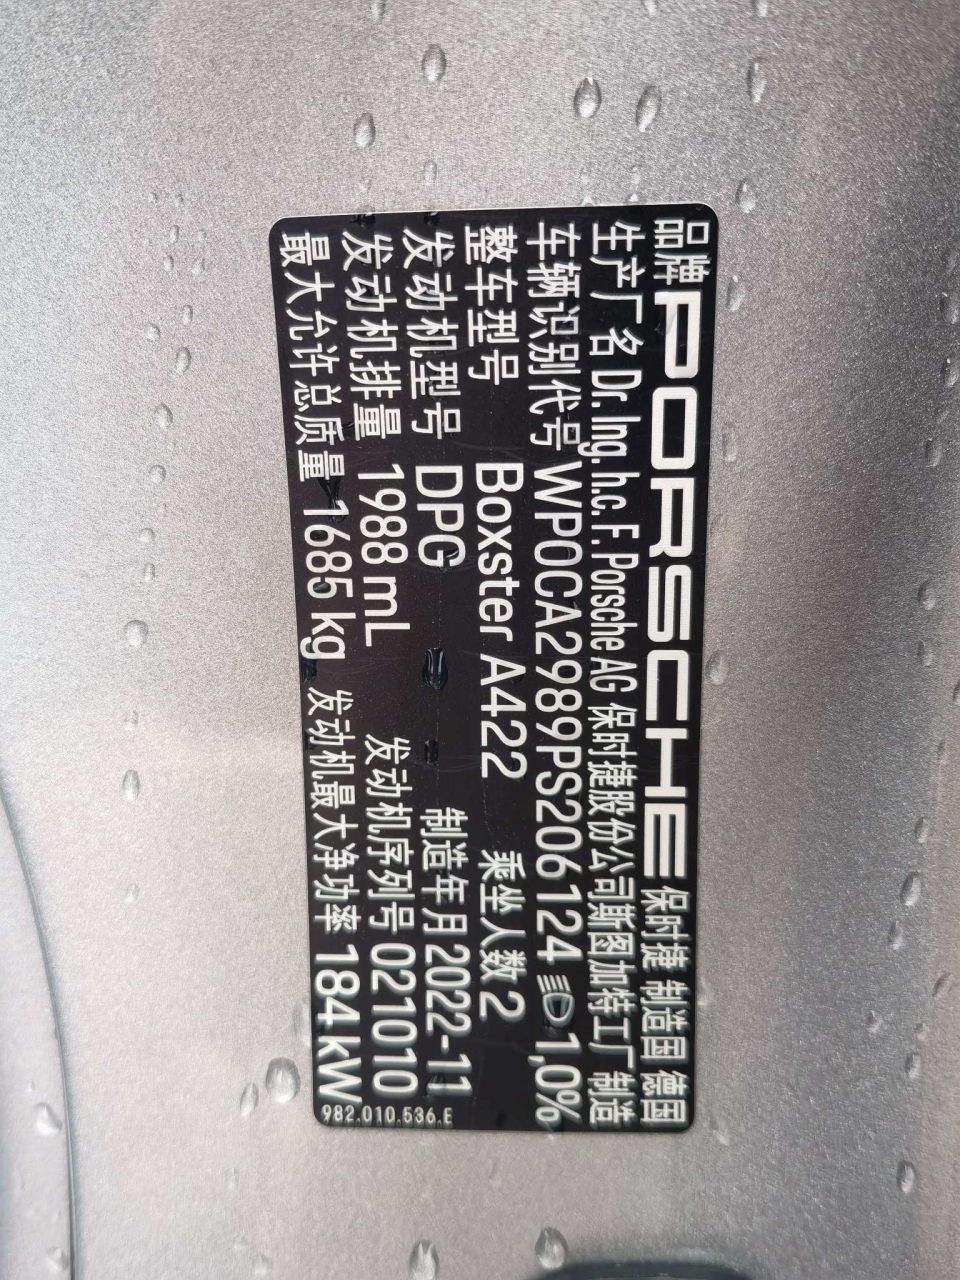 品牌 PORSCHE 保时捷 制造国 德国
生产厂名 Dr. Ing. h.c. F. Porsche AG 保时捷股份公司斯图加特工厂制造
车辆识别代号 WP0CA2989PS206124 1,0%
整车型号 Boxster A422 乘坐人数 2
发动机型号 DPG 制造年月 2022-11
发动机排量 1988 mL 发动机序列号 021010
最大允许总质量 1685 kg 发动机最大净功率 184 kW
982.010.536.E